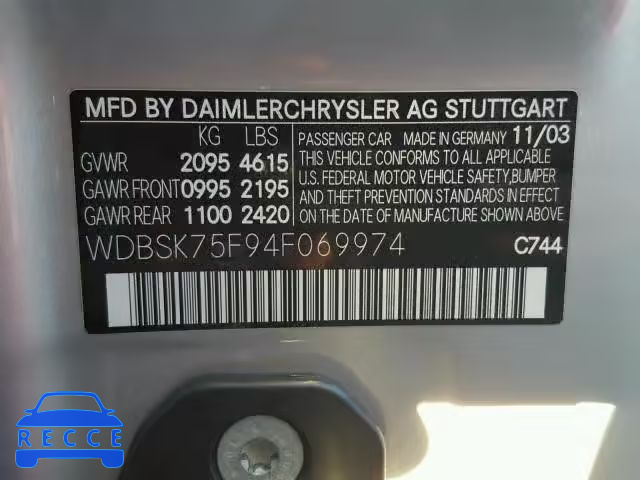 MFD BY DAIMLERCHRYSLER AG STUTTGART
KG LBS
GVWR 2095 4615
GAWR FRONT 0995 2195
GAWR REAR 1100 2420
PASSENGER CAR MADE IN GERMANY 11/03
THIS VEHICLE CONFORMS TO ALL APPLICABLE
U.S. FEDERAL MOTOR VEHICLE SAFETY, BUMPER
AND THEFT PREVENTION STANDARDS IN EFFECT
ON THE DATE OF MANUFACTURE SHOWN ABOVE.
WDBSK75F94F069974 C744
RECCE